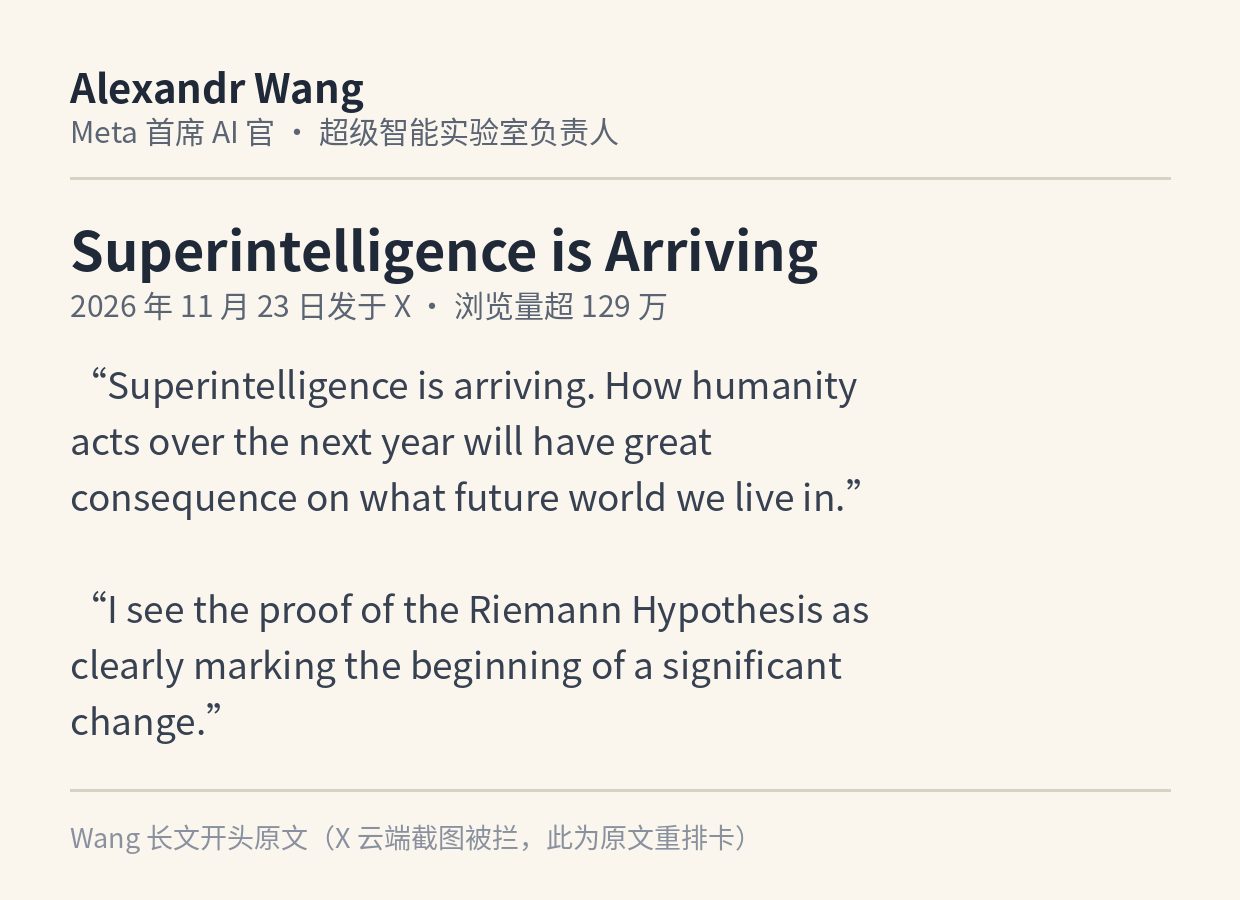 Alexandr Wang
Meta 首席 AI 官 · 超级智能实验室负责人
Superintelligence is Arriving
2026 年 11 月 23 日发于 X · 浏览量超 129 万
“Superintelligence is arriving. How humanity
acts over the next year will have great
consequence on what future world we live in.”
“I see the proof of the Riemann Hypothesis as
clearly marking the beginning of a significant
change.”
Wang 长文开头原文（X 云端截图被拦，此为原文重排卡）